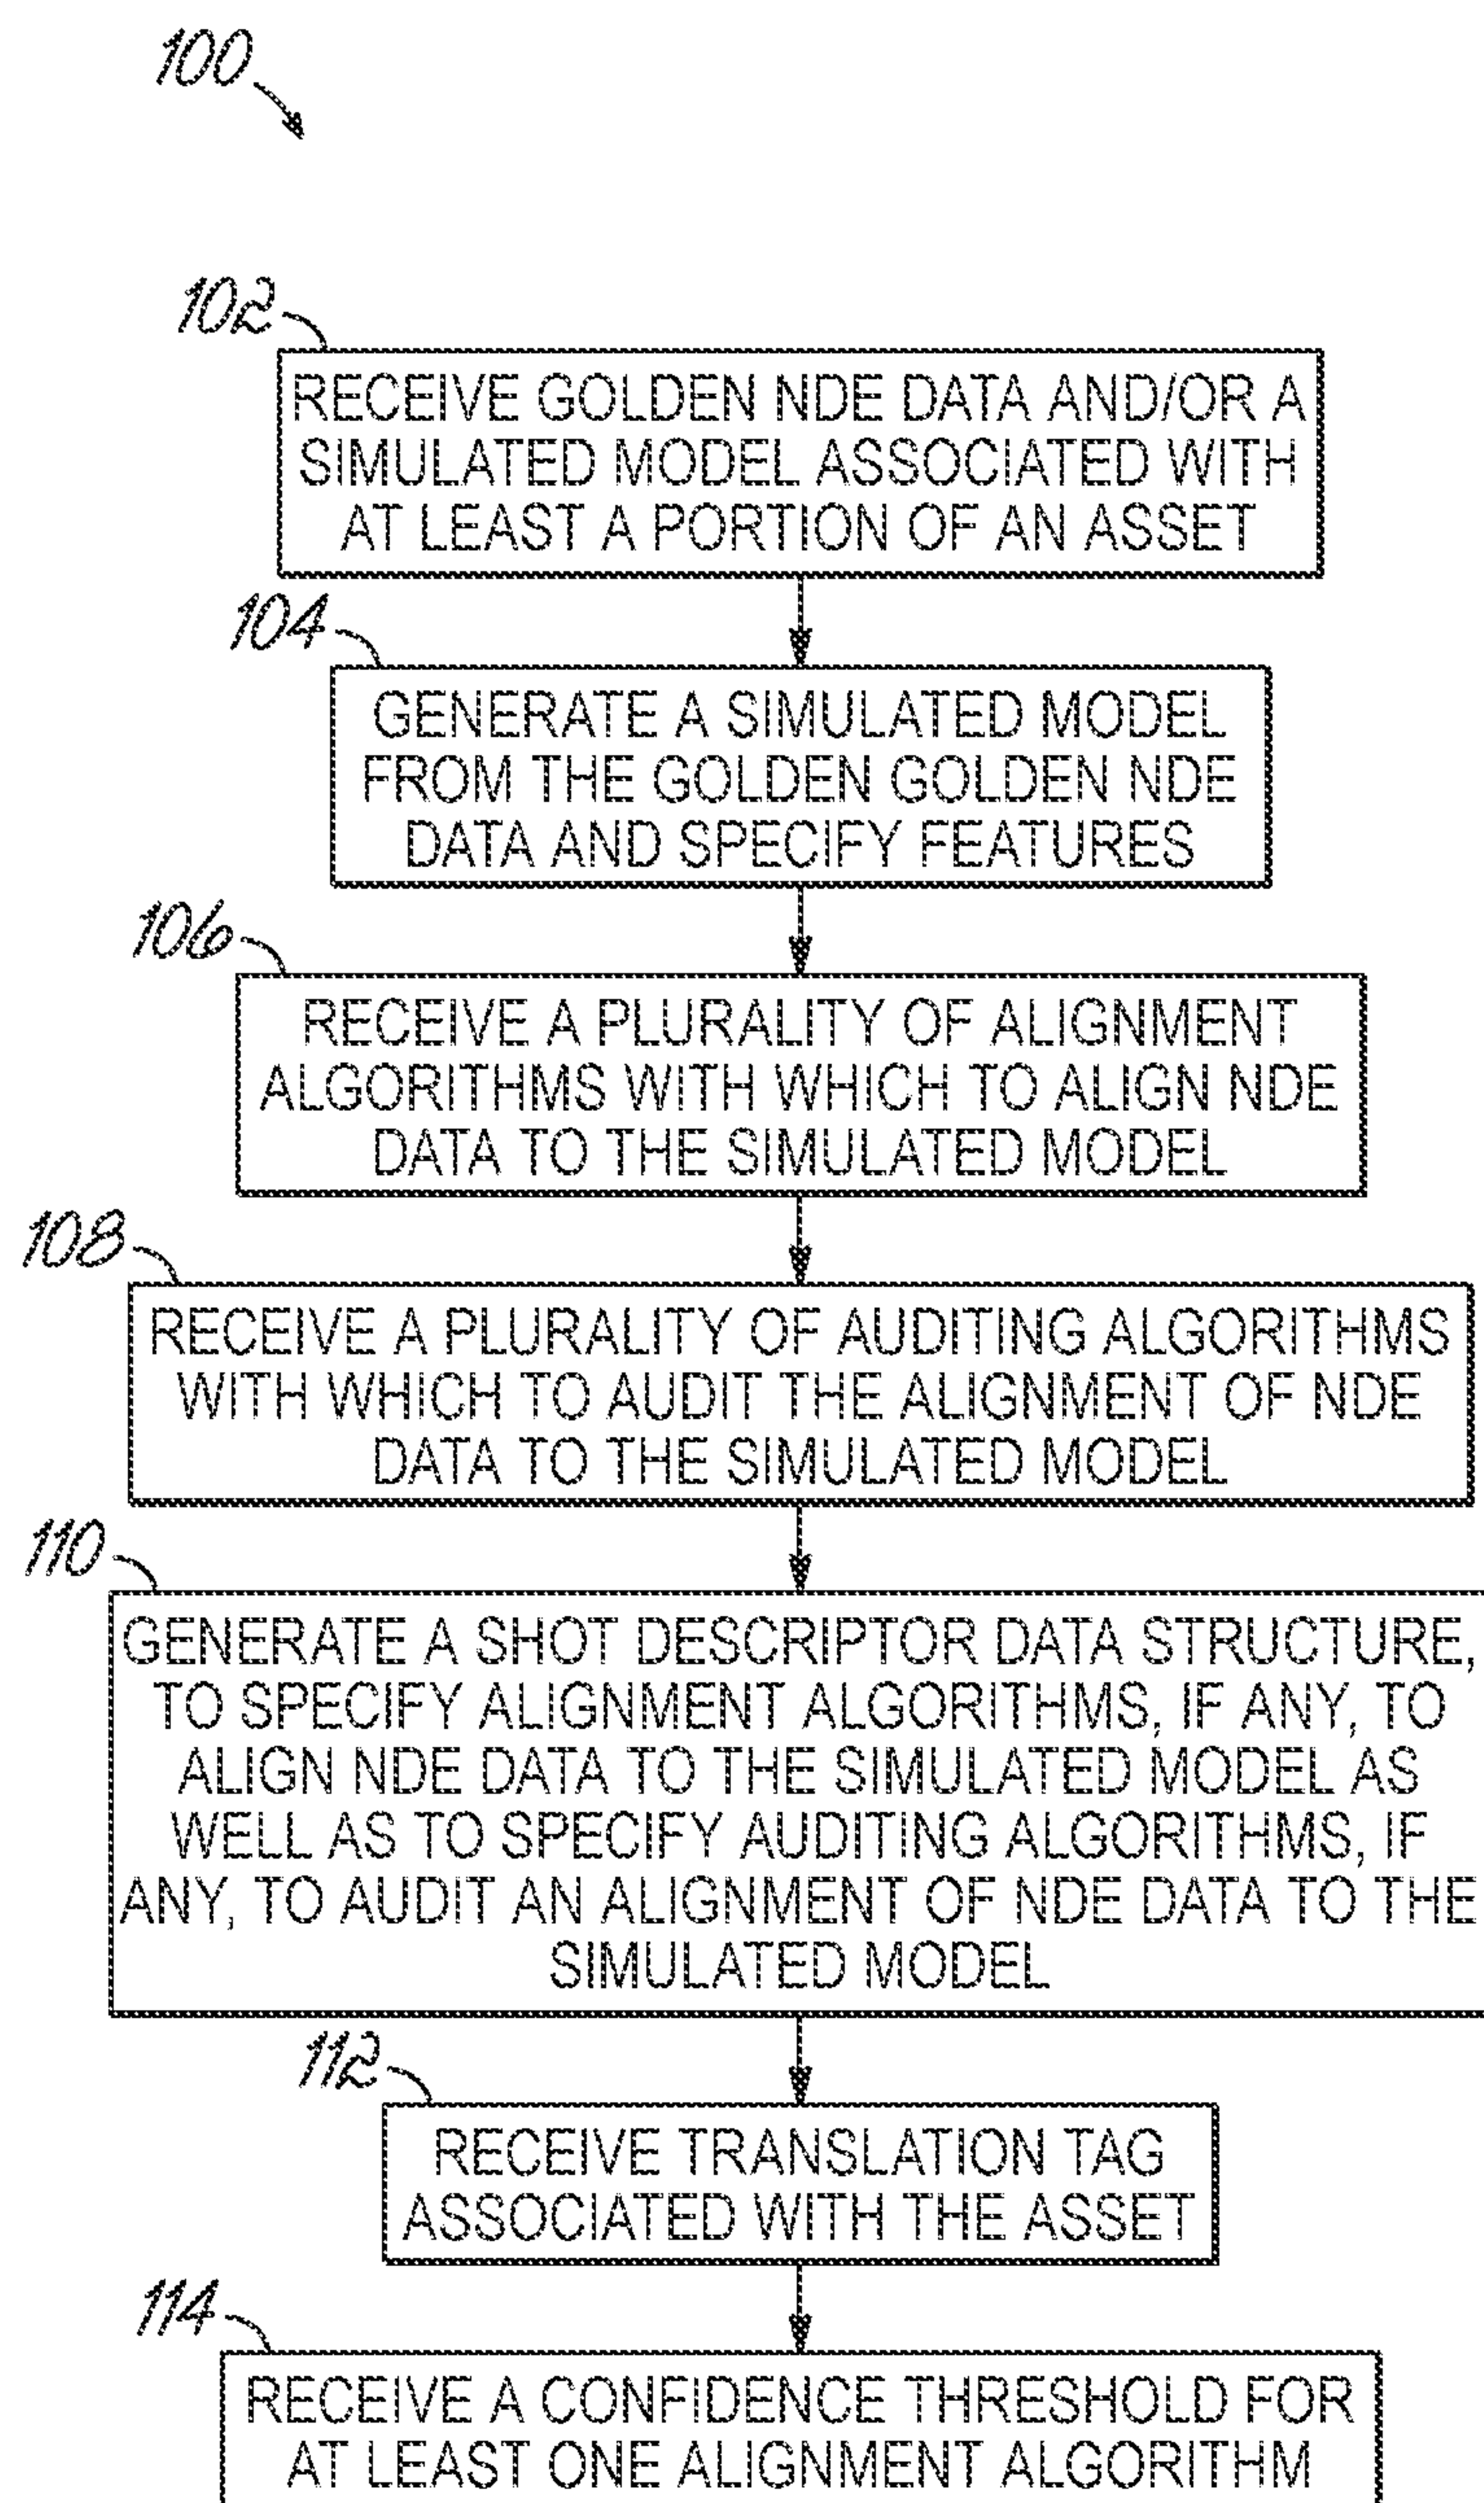 100
102
RECEIVE GOLDEN NDE DATA AND/OR A
SIMULATED MODEL ASSOCIATED WITH
AT LEAST A PORTION OF AN ASSET
104
GENERATE A SIMULATED MODEL
FROM THE GOLDEN GOLDEN NDE
DATA AND SPECIFY FEATURES
106
RECEIVE A PLURALITY OF ALIGNMENT
ALGORITHMS WITH WHICH TO ALIGN NDE
DATA TO THE SIMULATED MODEL
108
RECEIVE A PLURALITY OF AUDITING ALGORITHMS
WITH WHICH TO AUDIT THE ALIGNMENT OF NDE
DATA TO THE SIMULATED MODEL
110
GENERATE A SHOT DESCRIPTOR DATA STRUCTURE,
TO SPECIFY ALIGNMENT ALGORITHMS, IF ANY, TO
ALIGN NDE DATA TO THE SIMULATED MODEL AS
WELL AS TO SPECIFY AUDITING ALGORITHMS, IF
ANY, TO AUDIT AN ALIGNMENT OF NDE DATA TO THE
SIMULATED MODEL
112
RECEIVE TRANSLATION TAG
ASSOCIATED WITH THE ASSET
114
RECEIVE A CONFIDENCE THRESHOLD FOR
AT LEAST ONE ALIGNMENT ALGORITHM